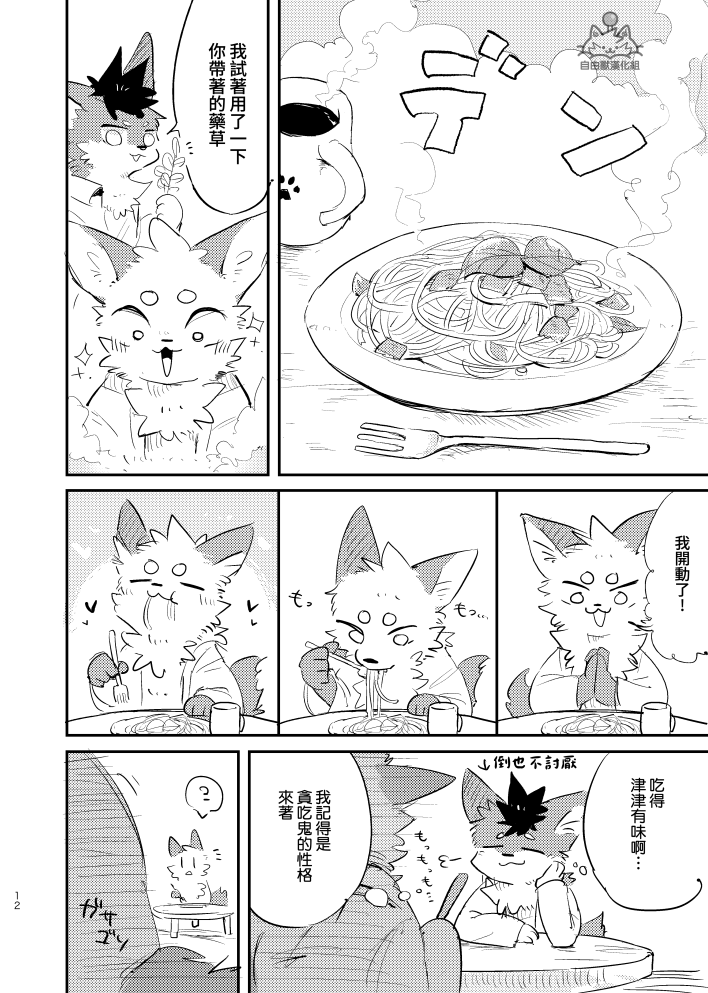 自由獸漢化組
デン
我試著用了一下
你帶著的藥草
我開動了！
もっ
もっ…
↓倒也不討厭
吃得
津津有味啊…
もっもっもっ
我記得是
貪吃鬼的性格
來著
?
ガサ
ゴソ
12